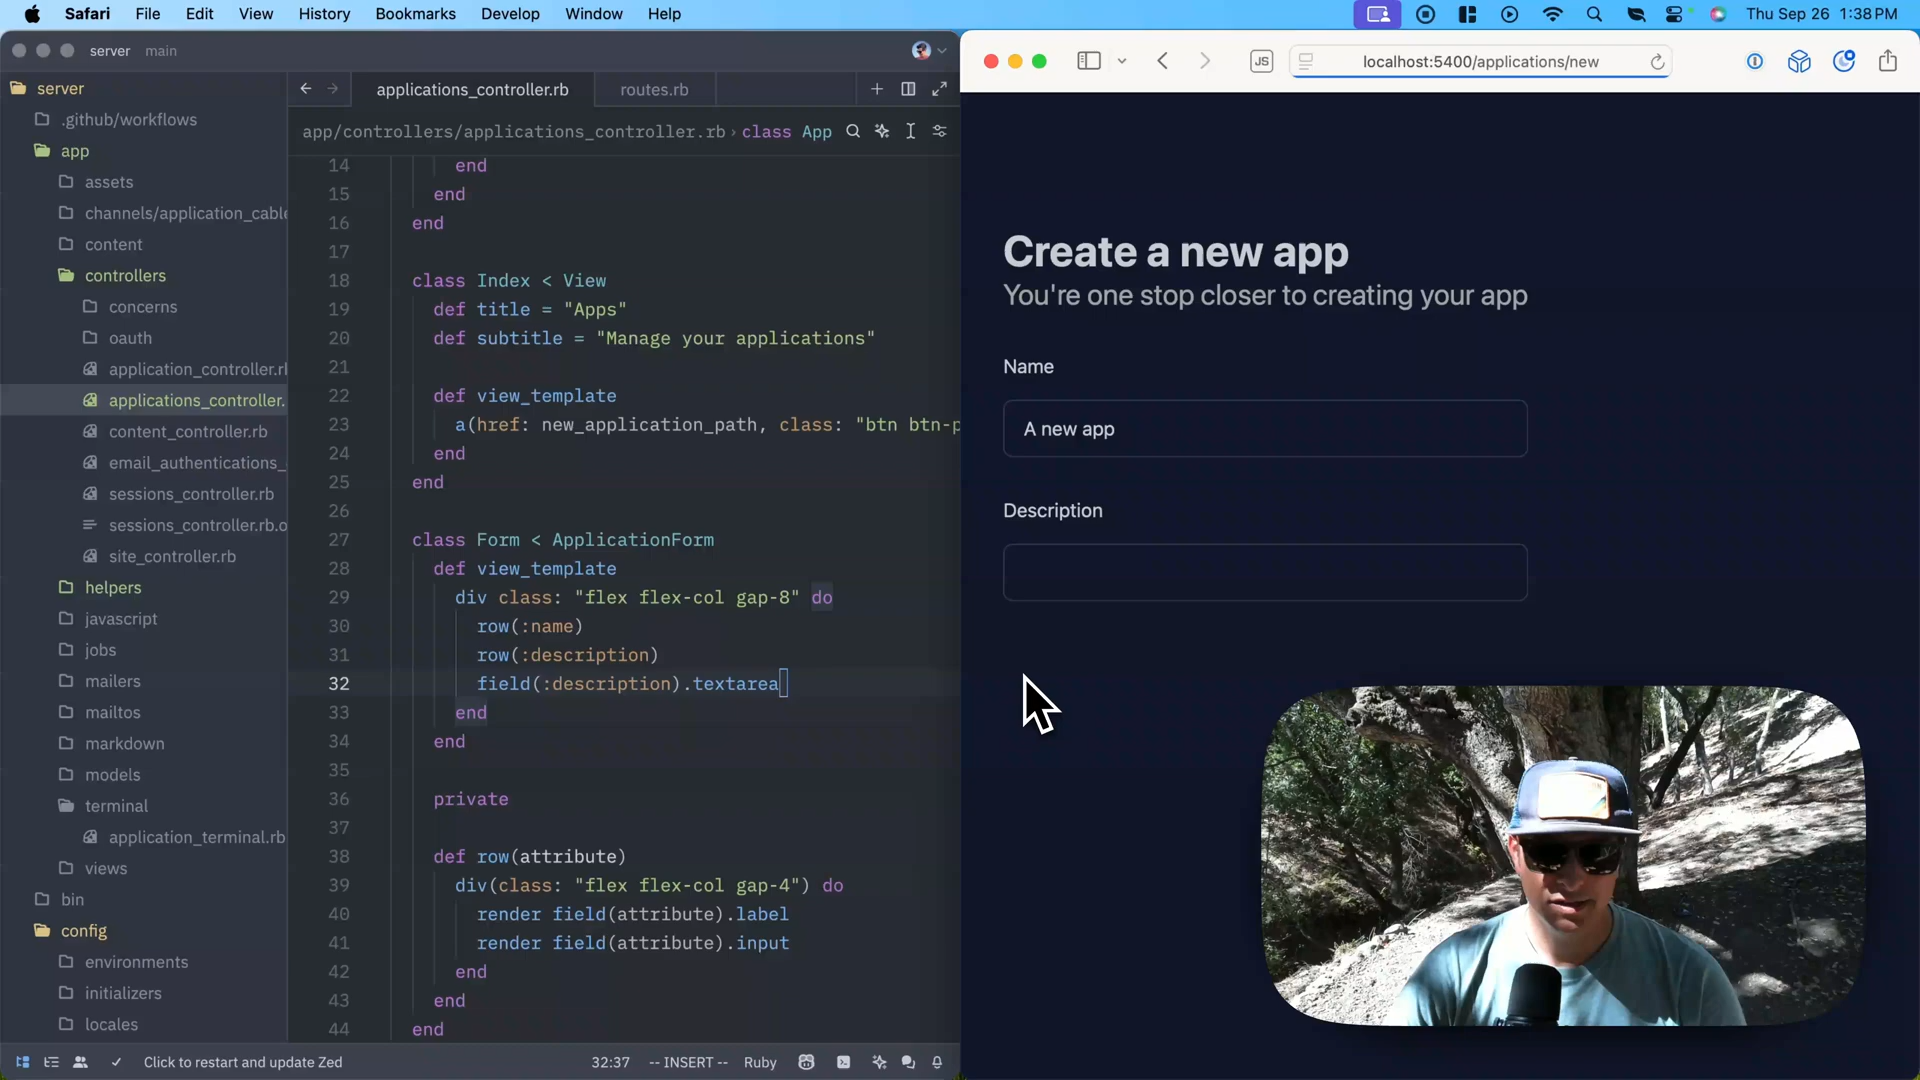 Safari File Edit View History Bookmarks Develop Window Help
Thu Sep 26 1:38 PM
server main
server
.github/workflows
app
assets
channels/application_cable
content
controllers
concerns
oauth
application_controller.r
applications_controller.
content_controller.rb
email_authentications_
sessions_controller.rb
sessions_controller.rb.o
site_controller.rb
helpers
javascript
jobs
mailers
mailtos
markdown
models
terminal
application_terminal.rb
views
bin
config
environments
initializers
locales
applications_controller.rb routes.rb
app/controllers/applications_controller.rb › class App
14 end
15 end
16 end
17
18 class Index < View
19 def title = "Apps"
20 def subtitle = "Manage your applications"
21
22 def view_template
23 a(href: new_application_path, class: "btn btn-p
24 end
25 end
26
27 class Form < ApplicationForm
28 def view_template
29 div class: "flex flex-col gap-8" do
30 row(:name)
31 row(:description)
32 field(:description).textarea
33 end
34 end
35
36 private
37
38 def row(attribute)
39 div(class: "flex flex-col gap-4") do
40 render field(attribute).label
41 render field(attribute).input
42 end
43 end
44 end
Click to restart and update Zed
32:37 -- INSERT -- Ruby
JS
localhost:5400/applications/new
Create a new app
You're one stop closer to creating your app
Name
A new app
Description